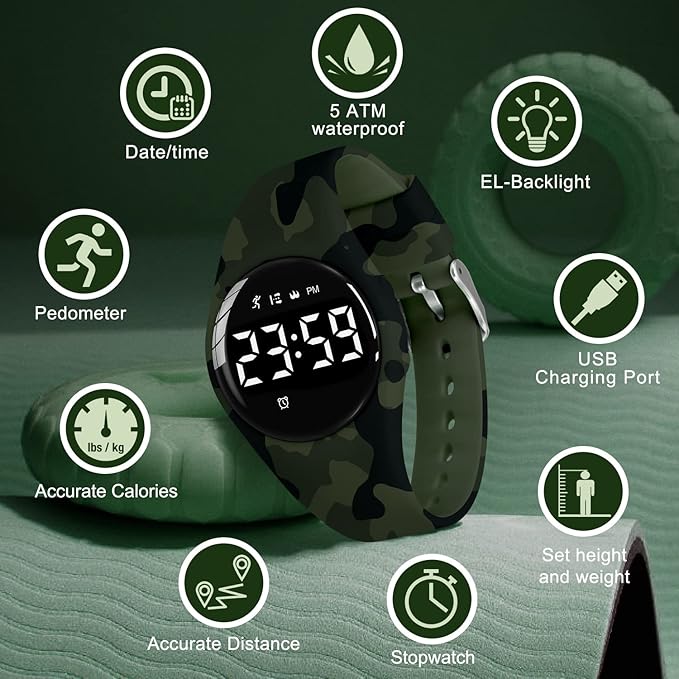 5 ATM
waterproof
Date/time
EL-Backlight
Pedometer
PM
23:59
USB
Charging Port
lbs / kg
Accurate Calories
Set height
and weight
Accurate Distance
Stopwatch